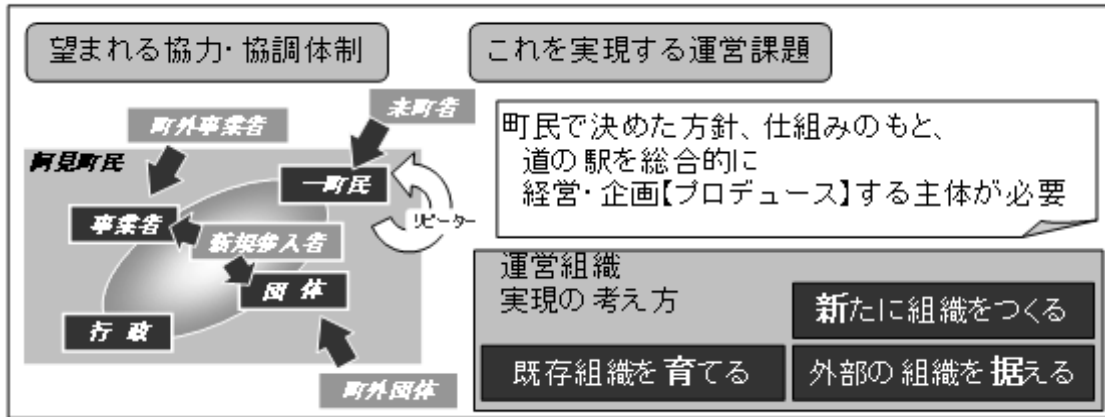 望まれる協力・協調体制
これを実現する運営課題
来町者
町外事業者
阿見町民
一町民
リピーター
事業者
新規参入者
団 体
行 政
町外団体
町民で決めた方針、仕組みのもと、
道の駅を総合的に
経営・企画【プロデュース】する主体が必要
運営組織
実現の考え方
新たに組織をつくる
既存組織を育てる
外部の組織を据える